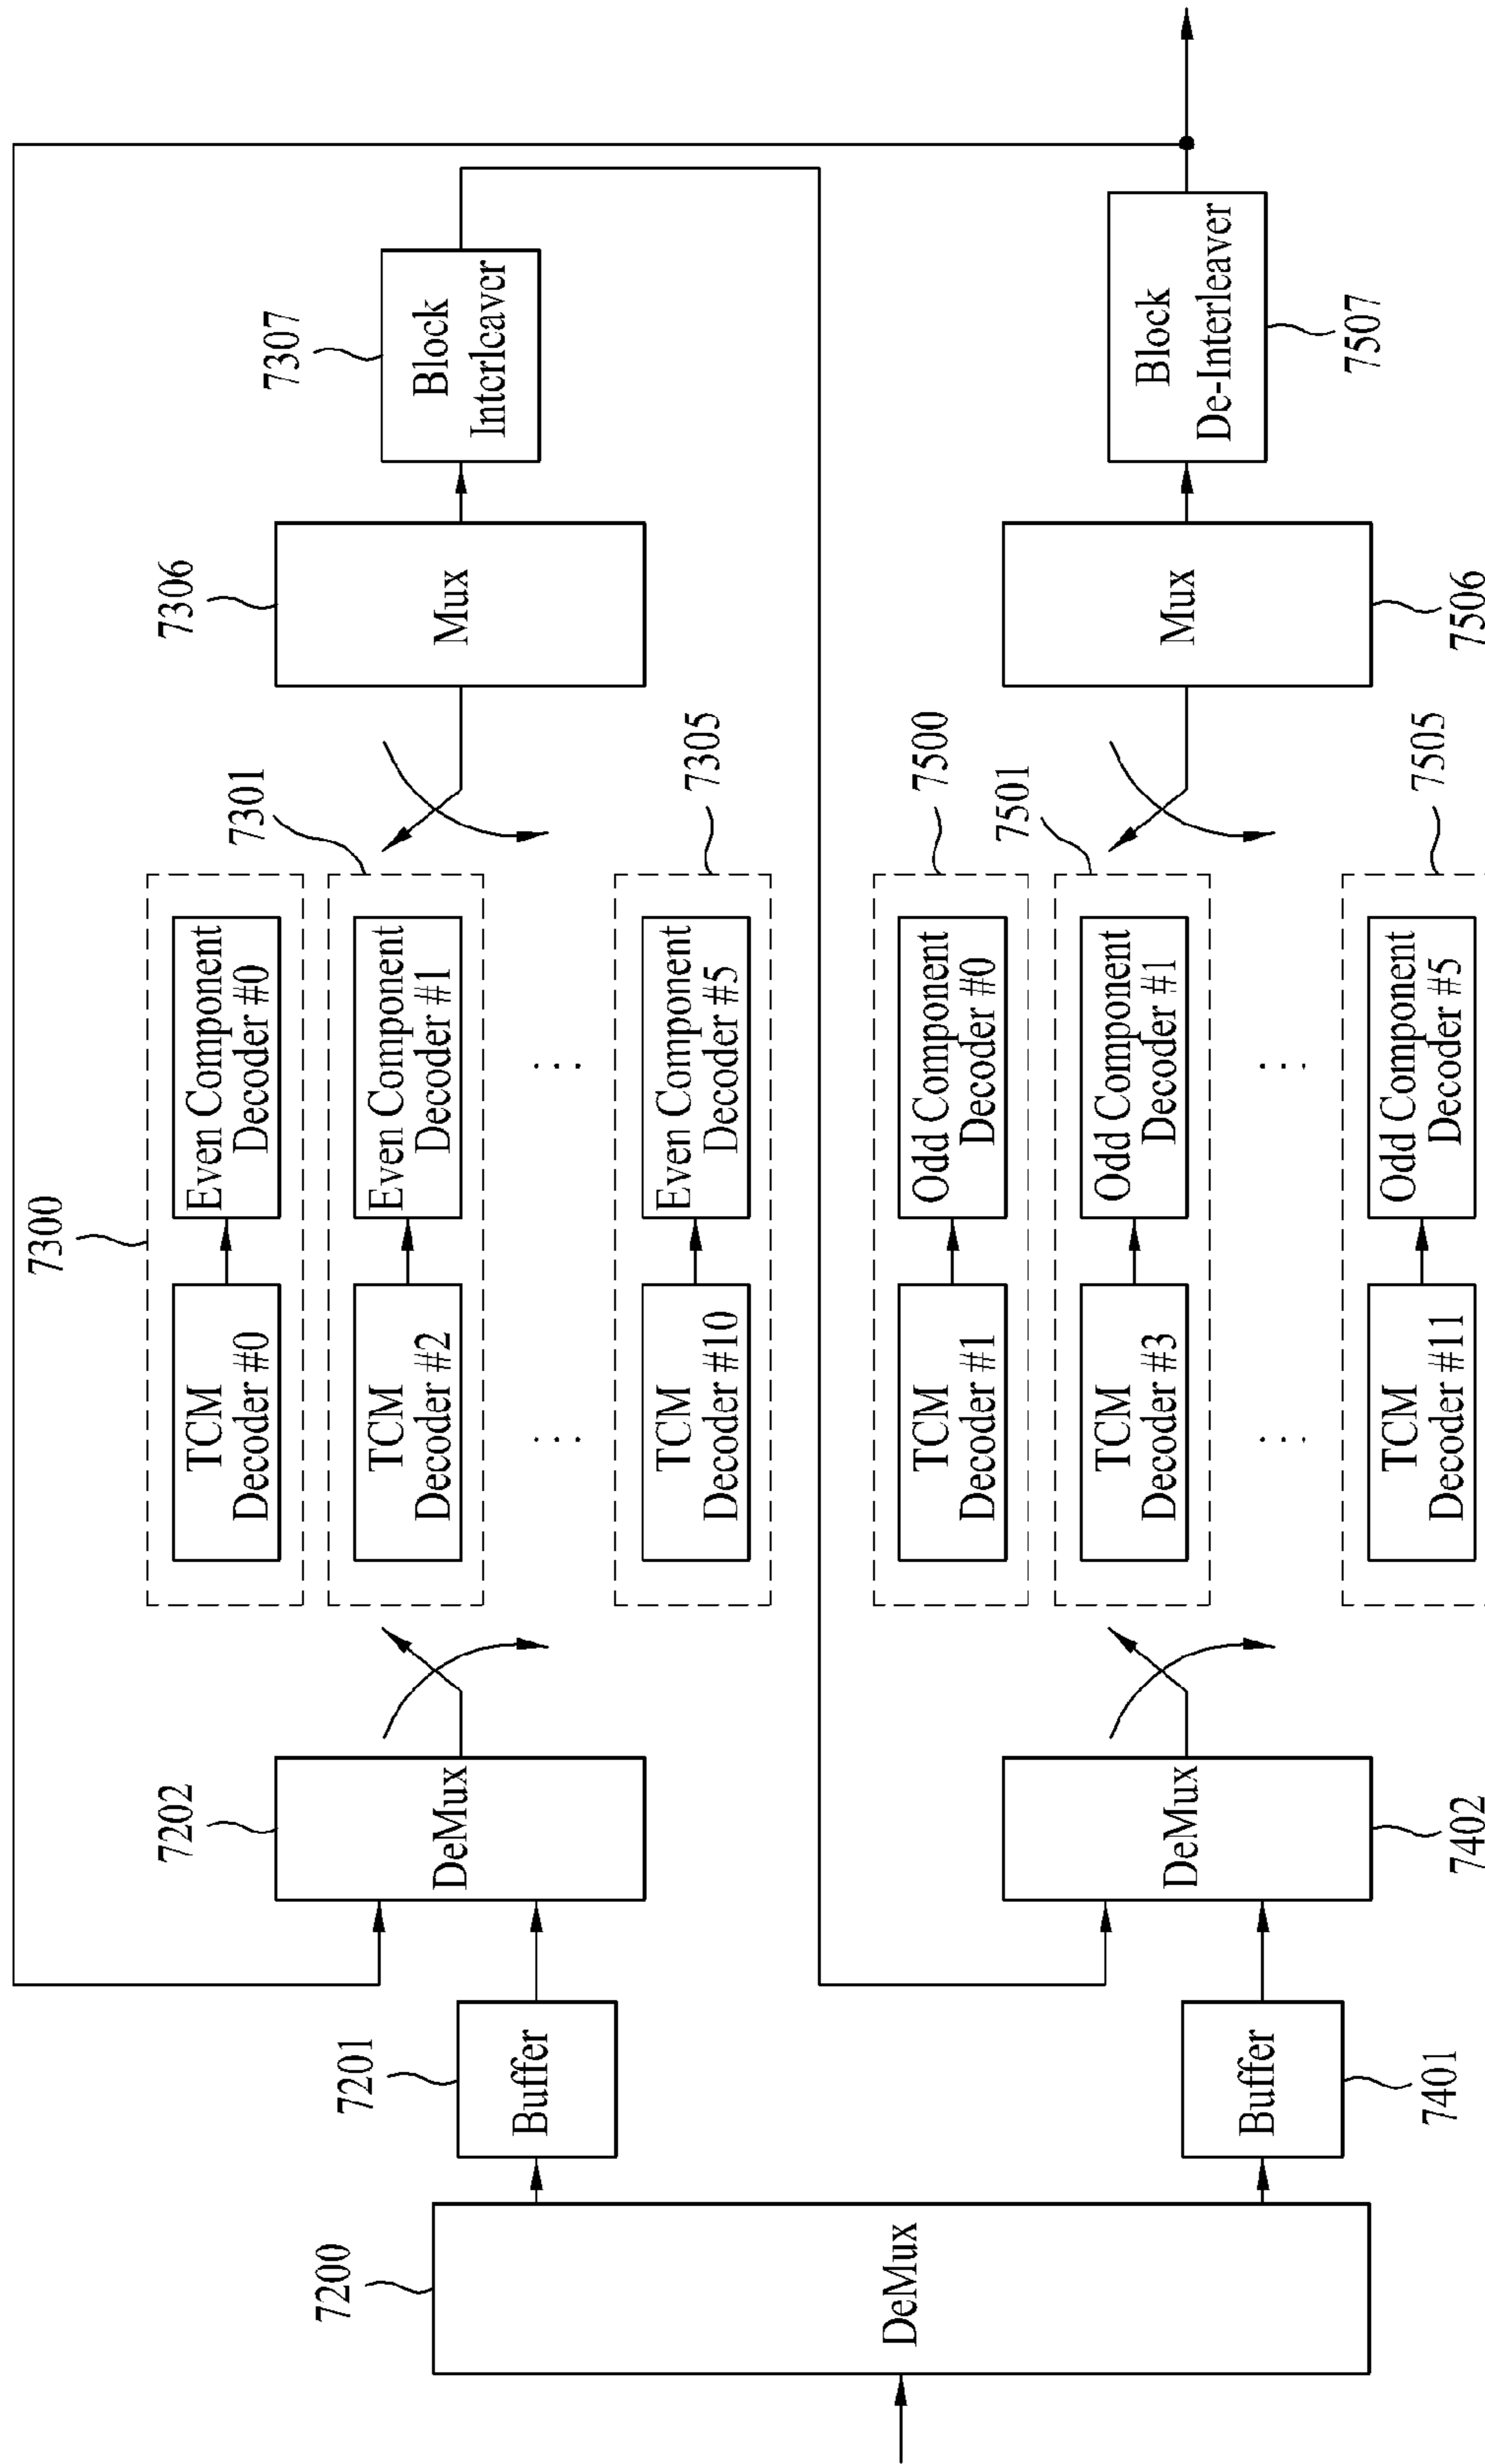 7200
DeMux
7201
Buffer
7202
DeMux
7300
TCM
Decoder #0
Even Component
Decoder #0
7301
TCM
Decoder #2
Even Component
Decoder #1
...
...
7305
TCM
Decoder #10
Even Component
Decoder #5
7306
Mux
7307
Block
Interleaver
7401
Buffer
7402
DeMux
7500
TCM
Decoder #1
Odd Component
Decoder #0
7501
TCM
Decoder #3
Odd Component
Decoder #1
...
...
7505
TCM
Decoder #11
Odd Component
Decoder #5
7506
Mux
7507
Block
De-Interleaver